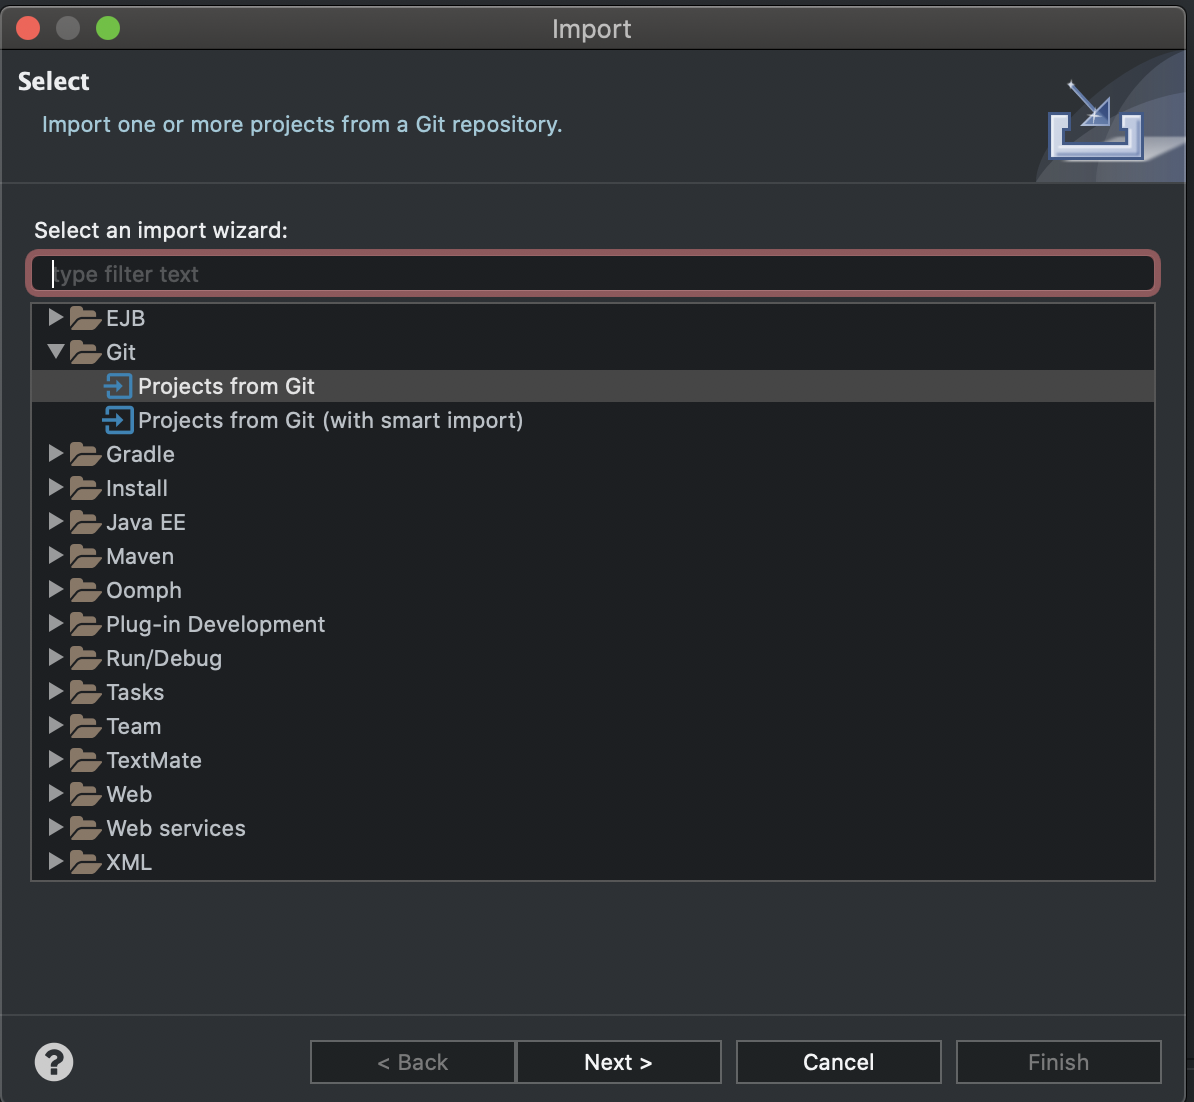 Import
Select
Import one or more projects from a Git repository.
Select an import wizard:
type filter text
EJB
Git
Projects from Git
Projects from Git (with smart import)
Gradle
Install
Java EE
Maven
Oomph
Plug-in Development
Run/Debug
Tasks
Team
TextMate
Web
Web services
XML
? < Back Next > Cancel Finish